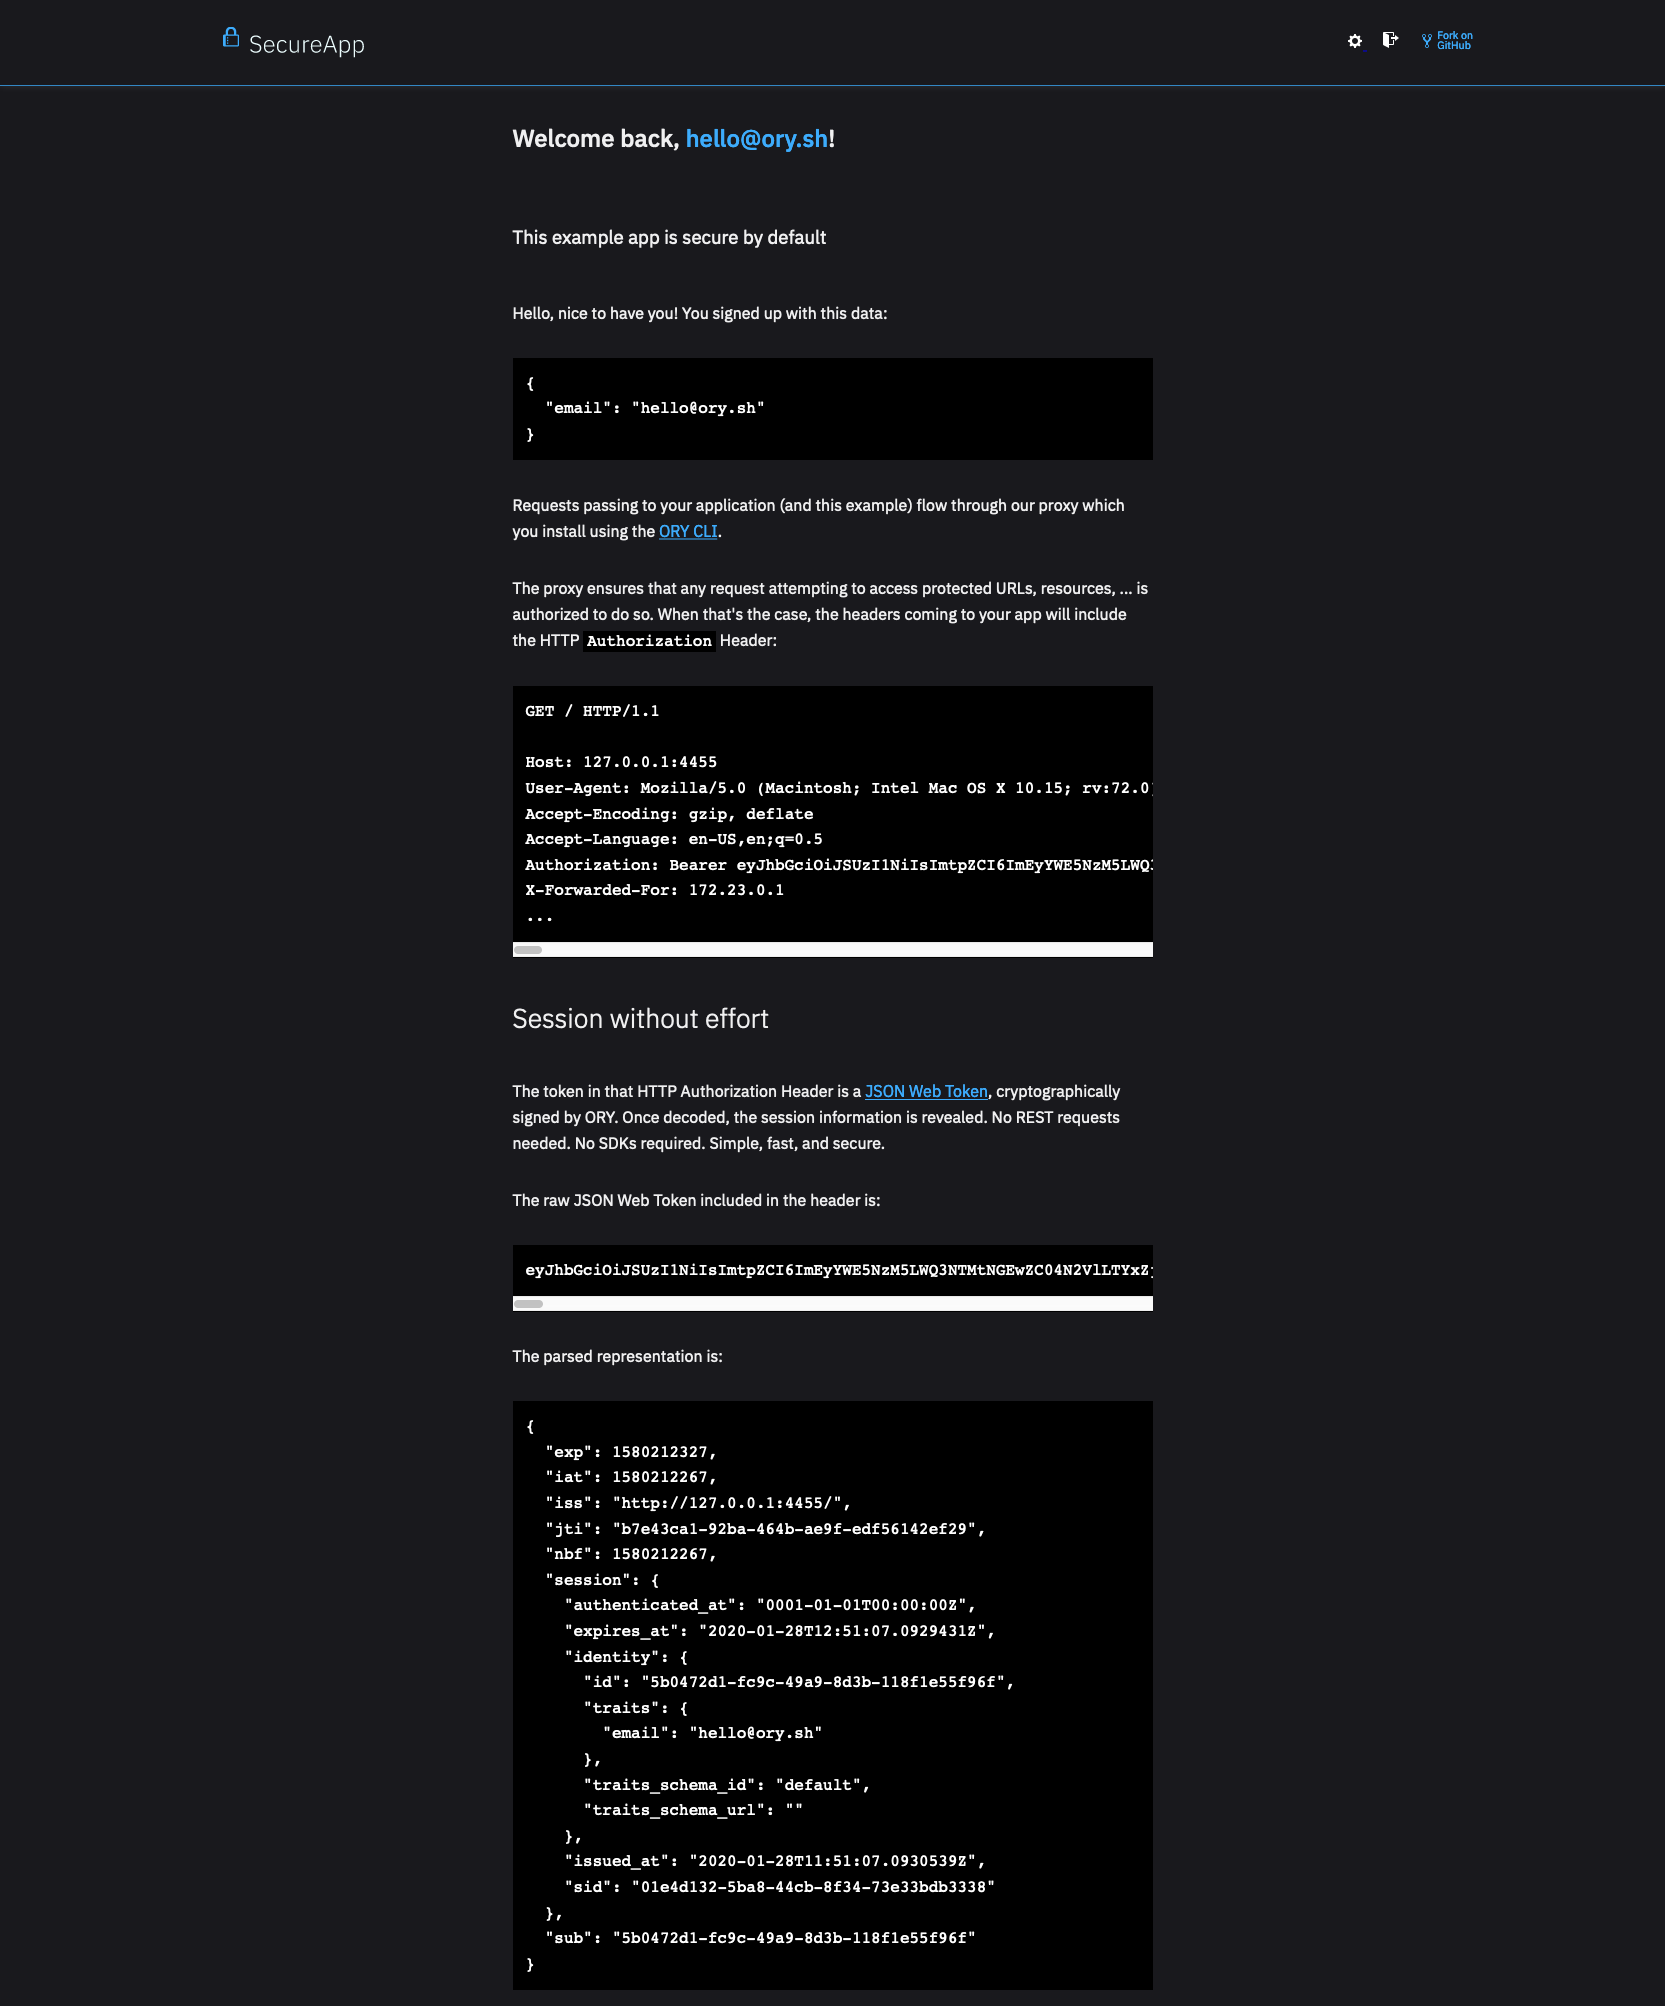 SecureApp
Fork on
GitHub
Welcome back, hello@ory.sh!
This example app is secure by default
Hello, nice to have you! You signed up with this data:
{
  "email": "hello@ory.sh"
}
Requests passing to your application (and this example) flow through our proxy which
you install using the ORY CLI.
The proxy ensures that any request attempting to access protected URLs, resources, ... is
authorized to do so. When that's the case, the headers coming to your app will include
the HTTP Authorization Header:
GET / HTTP/1.1
Host: 127.0.0.1:4455
User-Agent: Mozilla/5.0 (Macintosh; Intel Mac OS X 10.15; rv:72.0)
Accept-Encoding: gzip, deflate
Accept-Language: en-US,en;q=0.5
Authorization: Bearer eyJhbGciOiJSUzI1NiIsImtpZCI6ImEyYWE5NzM5LWQ3
X-Forwarded-For: 172.23.0.1
...
Session without effort
The token in that HTTP Authorization Header is a JSON Web Token, cryptographically
signed by ORY. Once decoded, the session information is revealed. No REST requests
needed. No SDKs required. Simple, fast, and secure.
The raw JSON Web Token included in the header is:
eyJhbGciOiJSUzI1NiIsImtpZCI6ImEyYWE5NzM5LWQ3NTMtNGEwZC04N2VlLTYxZj
The parsed representation is:
{
  "exp": 1580212327,
  "iat": 1580212267,
  "iss": "http://127.0.0.1:4455/",
  "jti": "b7e43ca1-92ba-464b-ae9f-edf56142ef29",
  "nbf": 1580212267,
  "session": {
    "authenticated_at": "0001-01-01T00:00:00Z",
    "expires_at": "2020-01-28T12:51:07.0929431Z",
    "identity": {
      "id": "5b0472d1-fc9c-49a9-8d3b-118f1e55f96f",
      "traits": {
        "email": "hello@ory.sh"
      },
      "traits_schema_id": "default",
      "traits_schema_url": ""
    },
    "issued_at": "2020-01-28T11:51:07.0930539Z",
    "sid": "01e4d132-5ba8-44cb-8f34-73e33bdb3338"
  },
  "sub": "5b0472d1-fc9c-49a9-8d3b-118f1e55f96f"
}